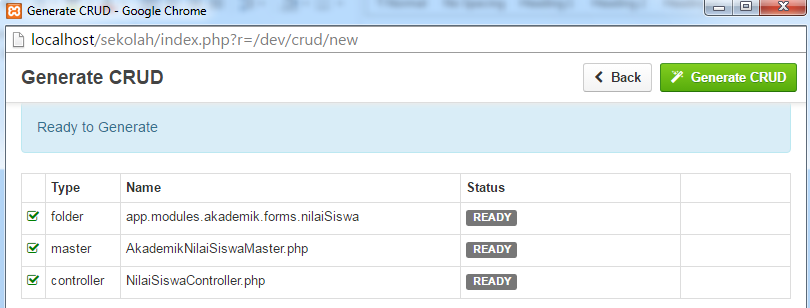 Generate CRUD - Google Chrome
localhost/sekolah/index.php?r=/dev/crud/new
Generate CRUD
Back
Generate CRUD
Ready to Generate
Type Name Status
folder app.modules.akademik.forms.nilaiSiswa READY
master AkademikNilaiSiswaMaster.php READY
controller NilaiSiswaController.php READY